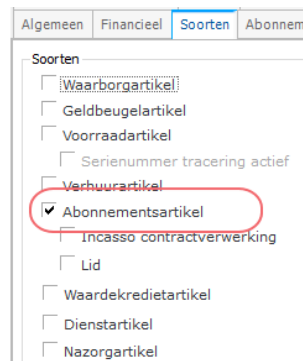 Algemeen Financieel Soorten Abonnem
Soorten
Waarborgartikel
Geldbeugelartikel
Voorraadartikel
Serienummer tracering actief
Verhuurartikel
Abonnementsartikel
Incasso contractverwerking
Lid
Waardekredietartikel
Dienstartikel
Nazorgartikel